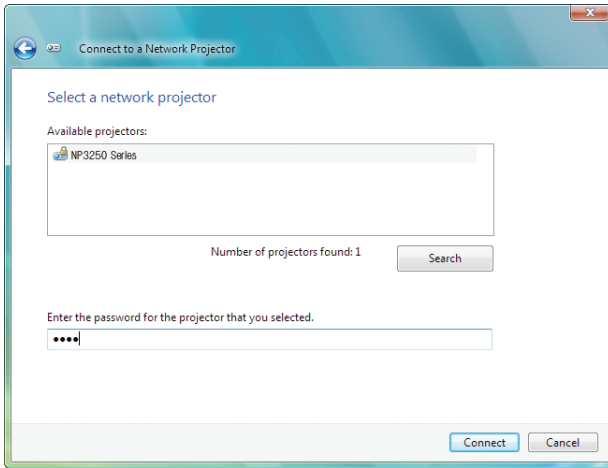 Connect to a Network Projector
Select a network projector
Available projectors:
NP3250 Series
Number of projectors found: 1
Search
Enter the password for the projector that you selected.
••••
Connect
Cancel